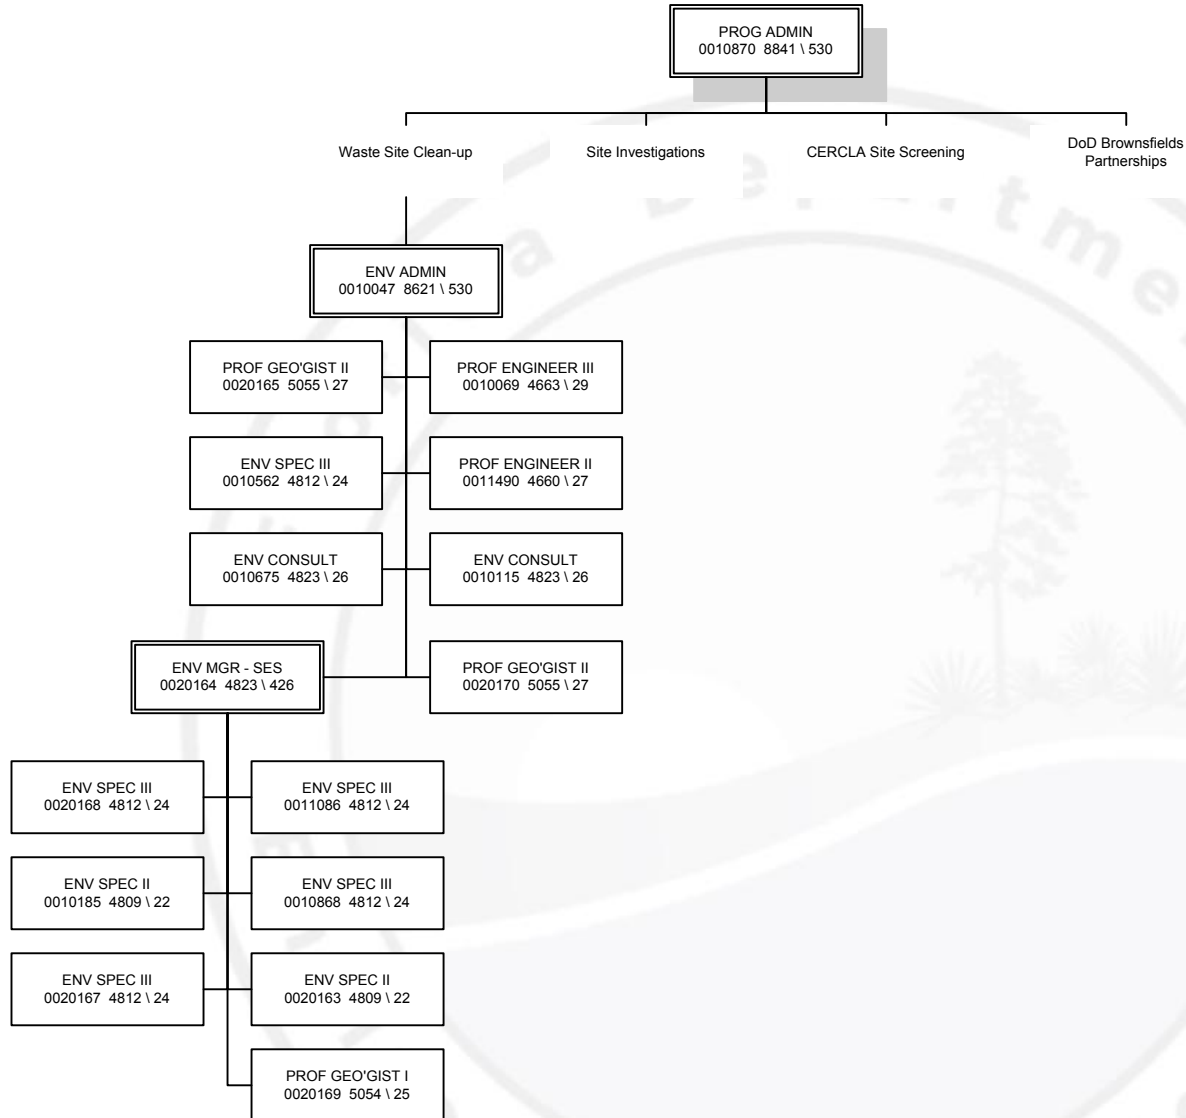 PROG ADMIN
0010870 8841 \ 530
Waste Site Clean-up
Site Investigations
CERCLA Site Screening
DoD Brownsfields
Partnerships
ENV ADMIN
0010047 8621 \ 530
PROF GEO'GIST II
0020165 5055 \ 27
PROF ENGINEER III
0010069 4663 \ 29
ENV SPEC III
0010562 4812 \ 24
PROF ENGINEER II
0011490 4660 \ 27
ENV CONSULT
0010675 4823 \ 26
ENV CONSULT
0010115 4823 \ 26
ENV MGR - SES
0020164 4823 \ 426
PROF GEO'GIST II
0020170 5055 \ 27
ENV SPEC III
0020168 4812 \ 24
ENV SPEC III
0011086 4812 \ 24
ENV SPEC II
0010185 4809 \ 22
ENV SPEC III
0010868 4812 \ 24
ENV SPEC III
0020167 4812 \ 24
ENV SPEC II
0020163 4809 \ 22
PROF GEO'GIST I
0020169 5054 \ 25